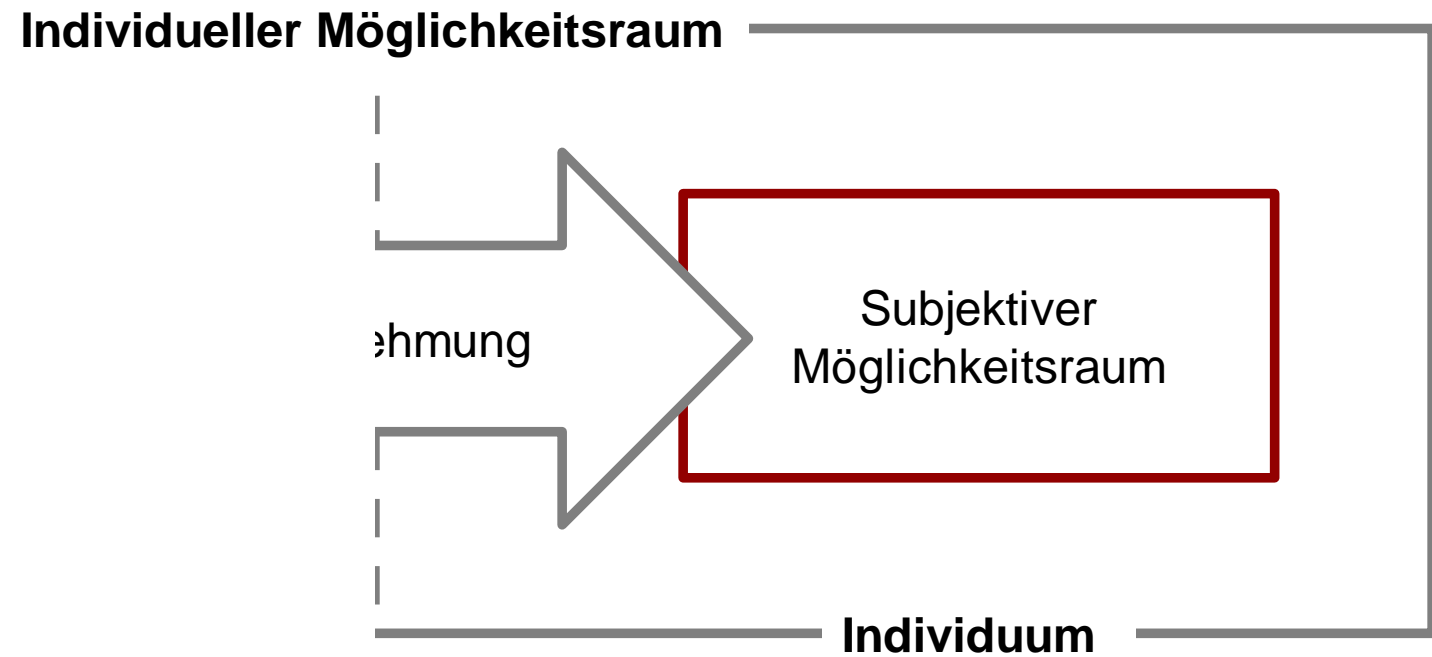 Individueller Möglichkeitsraum
Subjektiver
ehmung
Möglichkeitsraum
Individuum